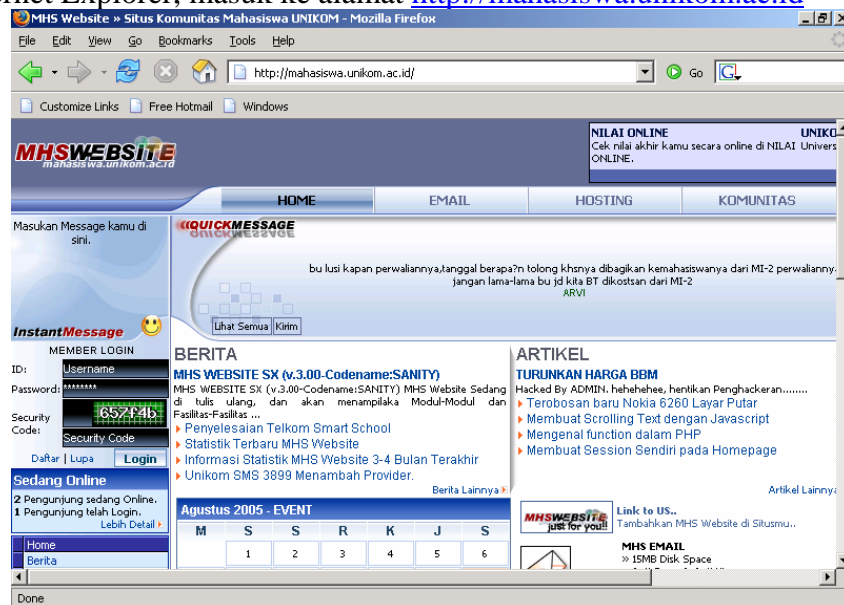 ernet Explorer, masuk ke alamat http://mahasiswa.unikom.ac.id
MHS Website » Situs Komunitas Mahasiswa UNIKOM - Mozilla Firefox
File Edit View Go Bookmarks Tools Help
http://mahasiswa.unikom.ac.id/
Go
Customize Links Free Hotmail Windows
MHSWEBSITE
mahasiswa.unikom.ac.id
NILAI ONLINE UNIKO
Cek nilai akhir kamu secara online di NILAI Univers
ONLINE.
HOME EMAIL HOSTING KOMUNITAS
Masukan Message kamu di
sini.
InstantMessage
((QUICKMESSAGE
bu lusi kapan perwaliannya,tanggal berapa?n tolong khsnya dibagikan kemahasiswanya dari MI-2 perwalianny.
jangan lama-lama bu jd kita BT dikostsan dari MI-2
ARVI
Lihat Semua Kirim
MEMBER LOGIN
ID: Username
Password: ********
Security
Code:
657f4b
Security Code
Daftar | Lupa Login
Sedang Online
2 Pengunjung sedang Online.
1 Pengunjung telah Login.
Lebih Detail
Home
Berita
BERITA
MHS WEBSITE SX (v.3.00-Codename:SANITY)
MHS WEBSITE SX (v.3.00-Codename:SANITY) MHS Website Sedang
di tulis ulang, dan akan menampilaka Modul-Modul dan
Fasilitas-Fasilitas ...
Penyelesaian Telkom Smart School
Statistik Terbaru MHS Website
Informasi Statistik MHS Website 3-4 Bulan Terakhir
Unikom SMS 3899 Menambah Provider.
Berita Lainnya
Agustus 2005 - EVENT
M S S R K J S
1 2 3 4 5 6
ARTIKEL
TURUNKAN HARGA BBM
Hacked By ADMIN. hehehehee, hentikan Penghackeran........
Terobosan baru Nokia 6260 Layar Putar
Membuat Scrolling Text dengan Javascript
Mengenal function dalam PHP
Membuat Session Sendiri pada Homepage
Artikel Lainnya
MHSWEBSITE
just for you!!
Link to US..
Tambahkan MHS Website di Situsmu..
MHS EMAIL
» 15MB Disk Space
Done